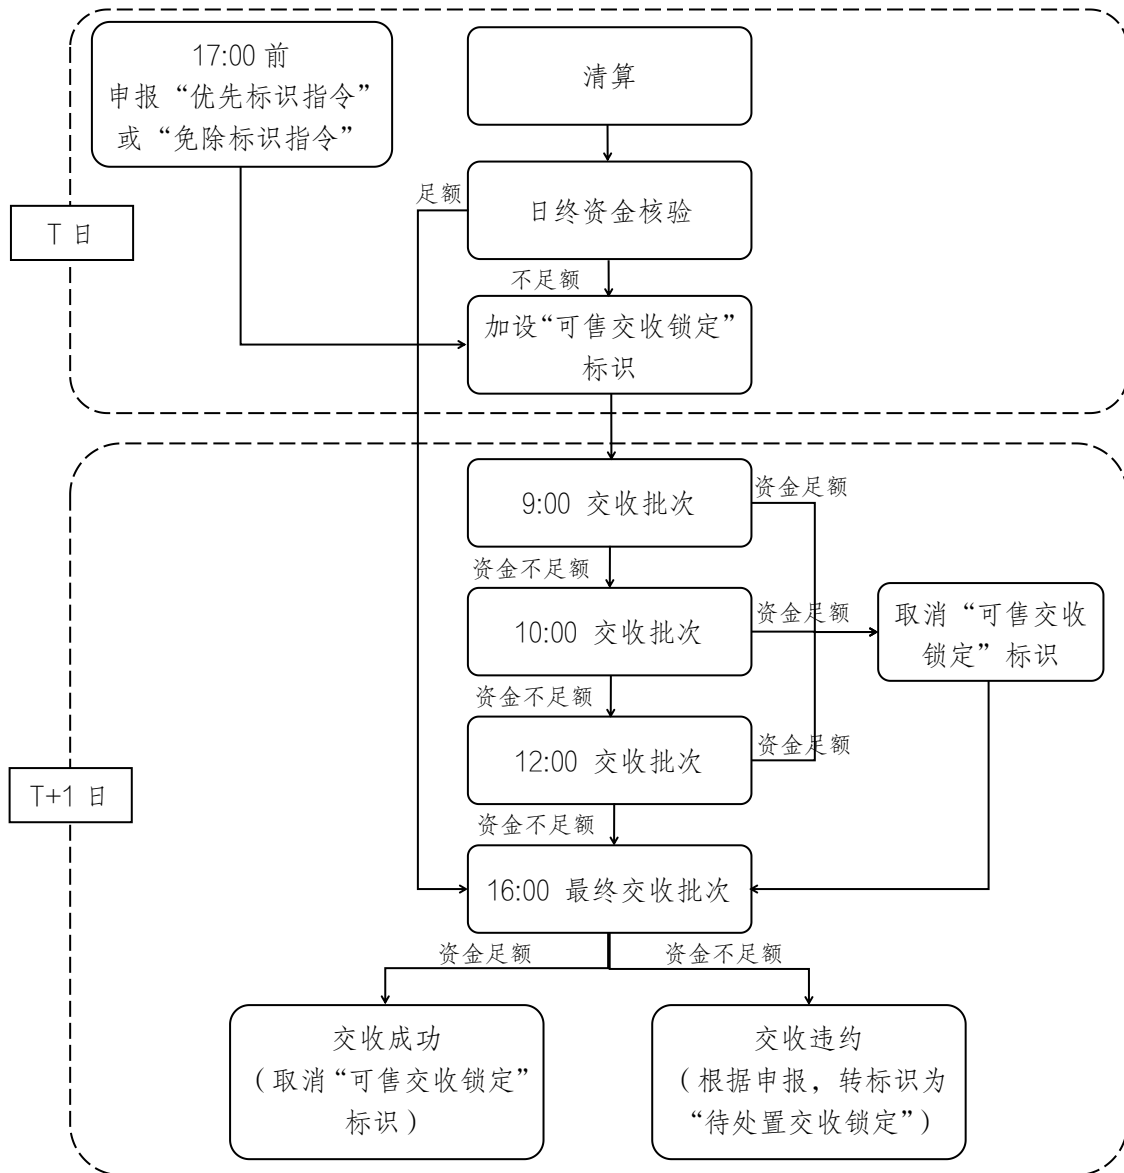 17:00 前
申报“优先标识指令”
或“免除标识指令”
清算
足额
日终资金核验
T 日
不足额
加设“可售交收锁定”
标识
9:00 交收批次
资金足额
资金不足额
10:00 交收批次
资金足额
取消“可售交收
锁定”标识
资金不足额
12:00 交收批次
资金足额
T+1 日
资金不足额
16:00 最终交收批次
资金足额
资金不足额
交收成功
（取消“可售交收锁定”
标识）
交收违约
（根据申报，转标识为
“待处置交收锁定”）